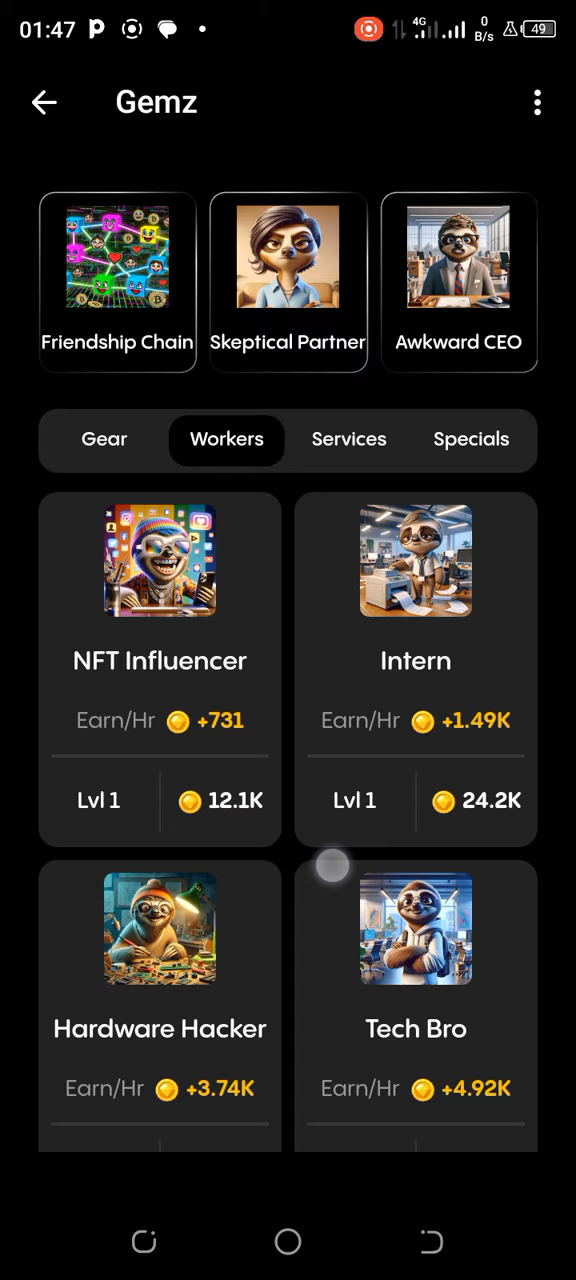 01:47 4G 0 B/s 49
Gemz
Friendship Chain Skeptical Partner Awkward CEO
Gear Workers Services Specials
NFT Influencer Intern
Earn/Hr +731 Earn/Hr +1.49K
Lvl 1 12.1K Lvl 1 24.2K
Hardware Hacker Tech Bro
Earn/Hr +3.74K Earn/Hr +4.92K